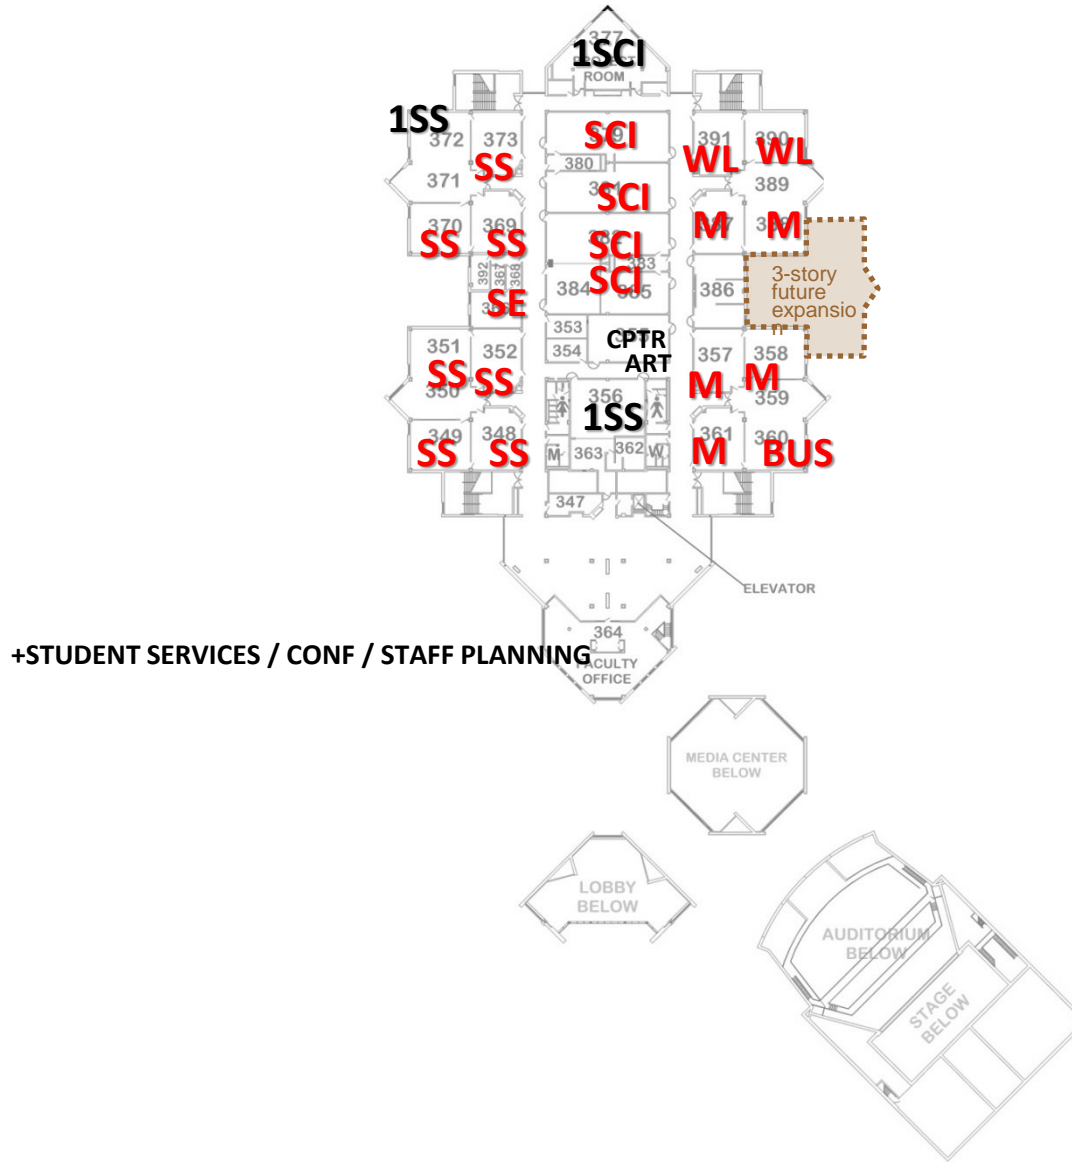 377
1SCI
ROOM
1SS
372
373
SS
371
370
SS
369
SS
392
367
368
SE
351
352
SS
SS
350
349
SS
348
SS
SCI
380
SCI
382
SCI
383
SCI
384
385
353
354
CPTR
ART
356
1SS
M
363
362
W
347
391
WL
390
WL
389
M
M
386
3-story
future
expansio
n
357
358
M
M
359
361
M
360
BUS
ELEVATOR
364
+STUDENT SERVICES / CONF / STAFF PLANNING
FACULTY
OFFICE
MEDIA CENTER
BELOW
LOBBY
BELOW
AUDITORIUM
BELOW
STAGE
BELOW